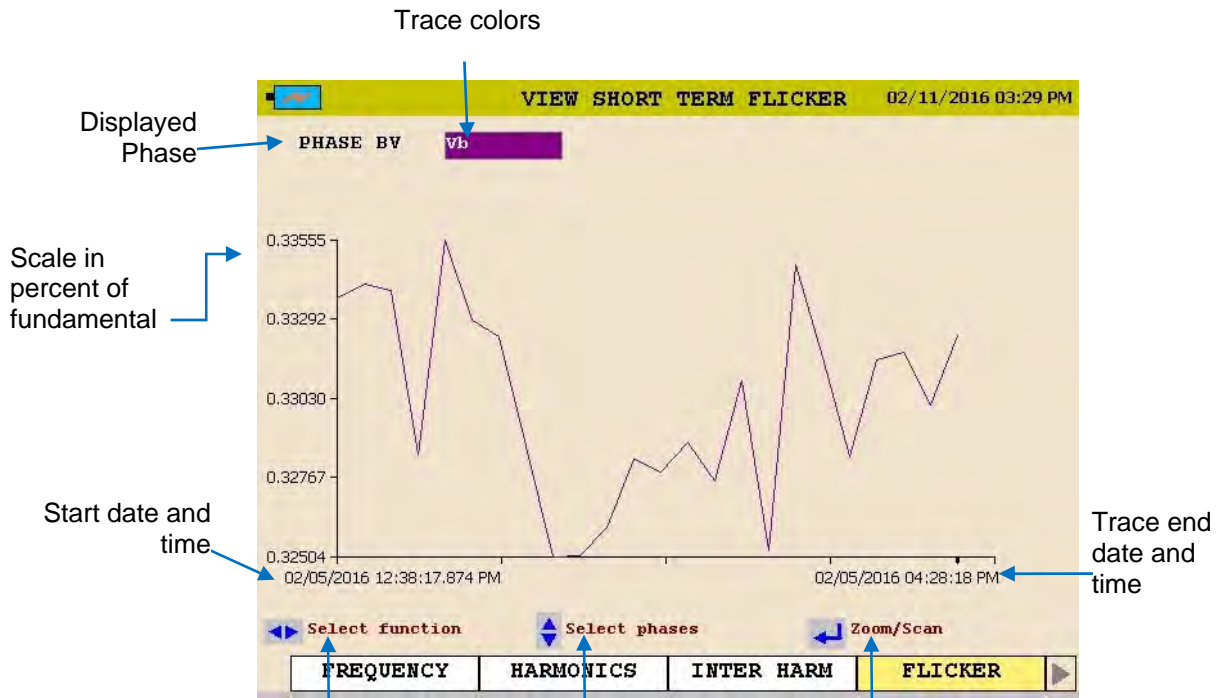 Trace colors
VIEW SHORT TERM FLICKER 02/11/2016 03:29 PM
Displayed
Phase
PHASE BV Vb
Scale in
percent of
fundamental
0.33555
0.33292
0.33030
0.32767
0.32504
Start date and
time
02/05/2016 12:38:17.874 PM
02/05/2016 04:28:18 PM
Trace end
date and
time
Select function
Select phases
Zoom/Scan
FREQUENCY
HARMONICS
INTER HARM
FLICKER